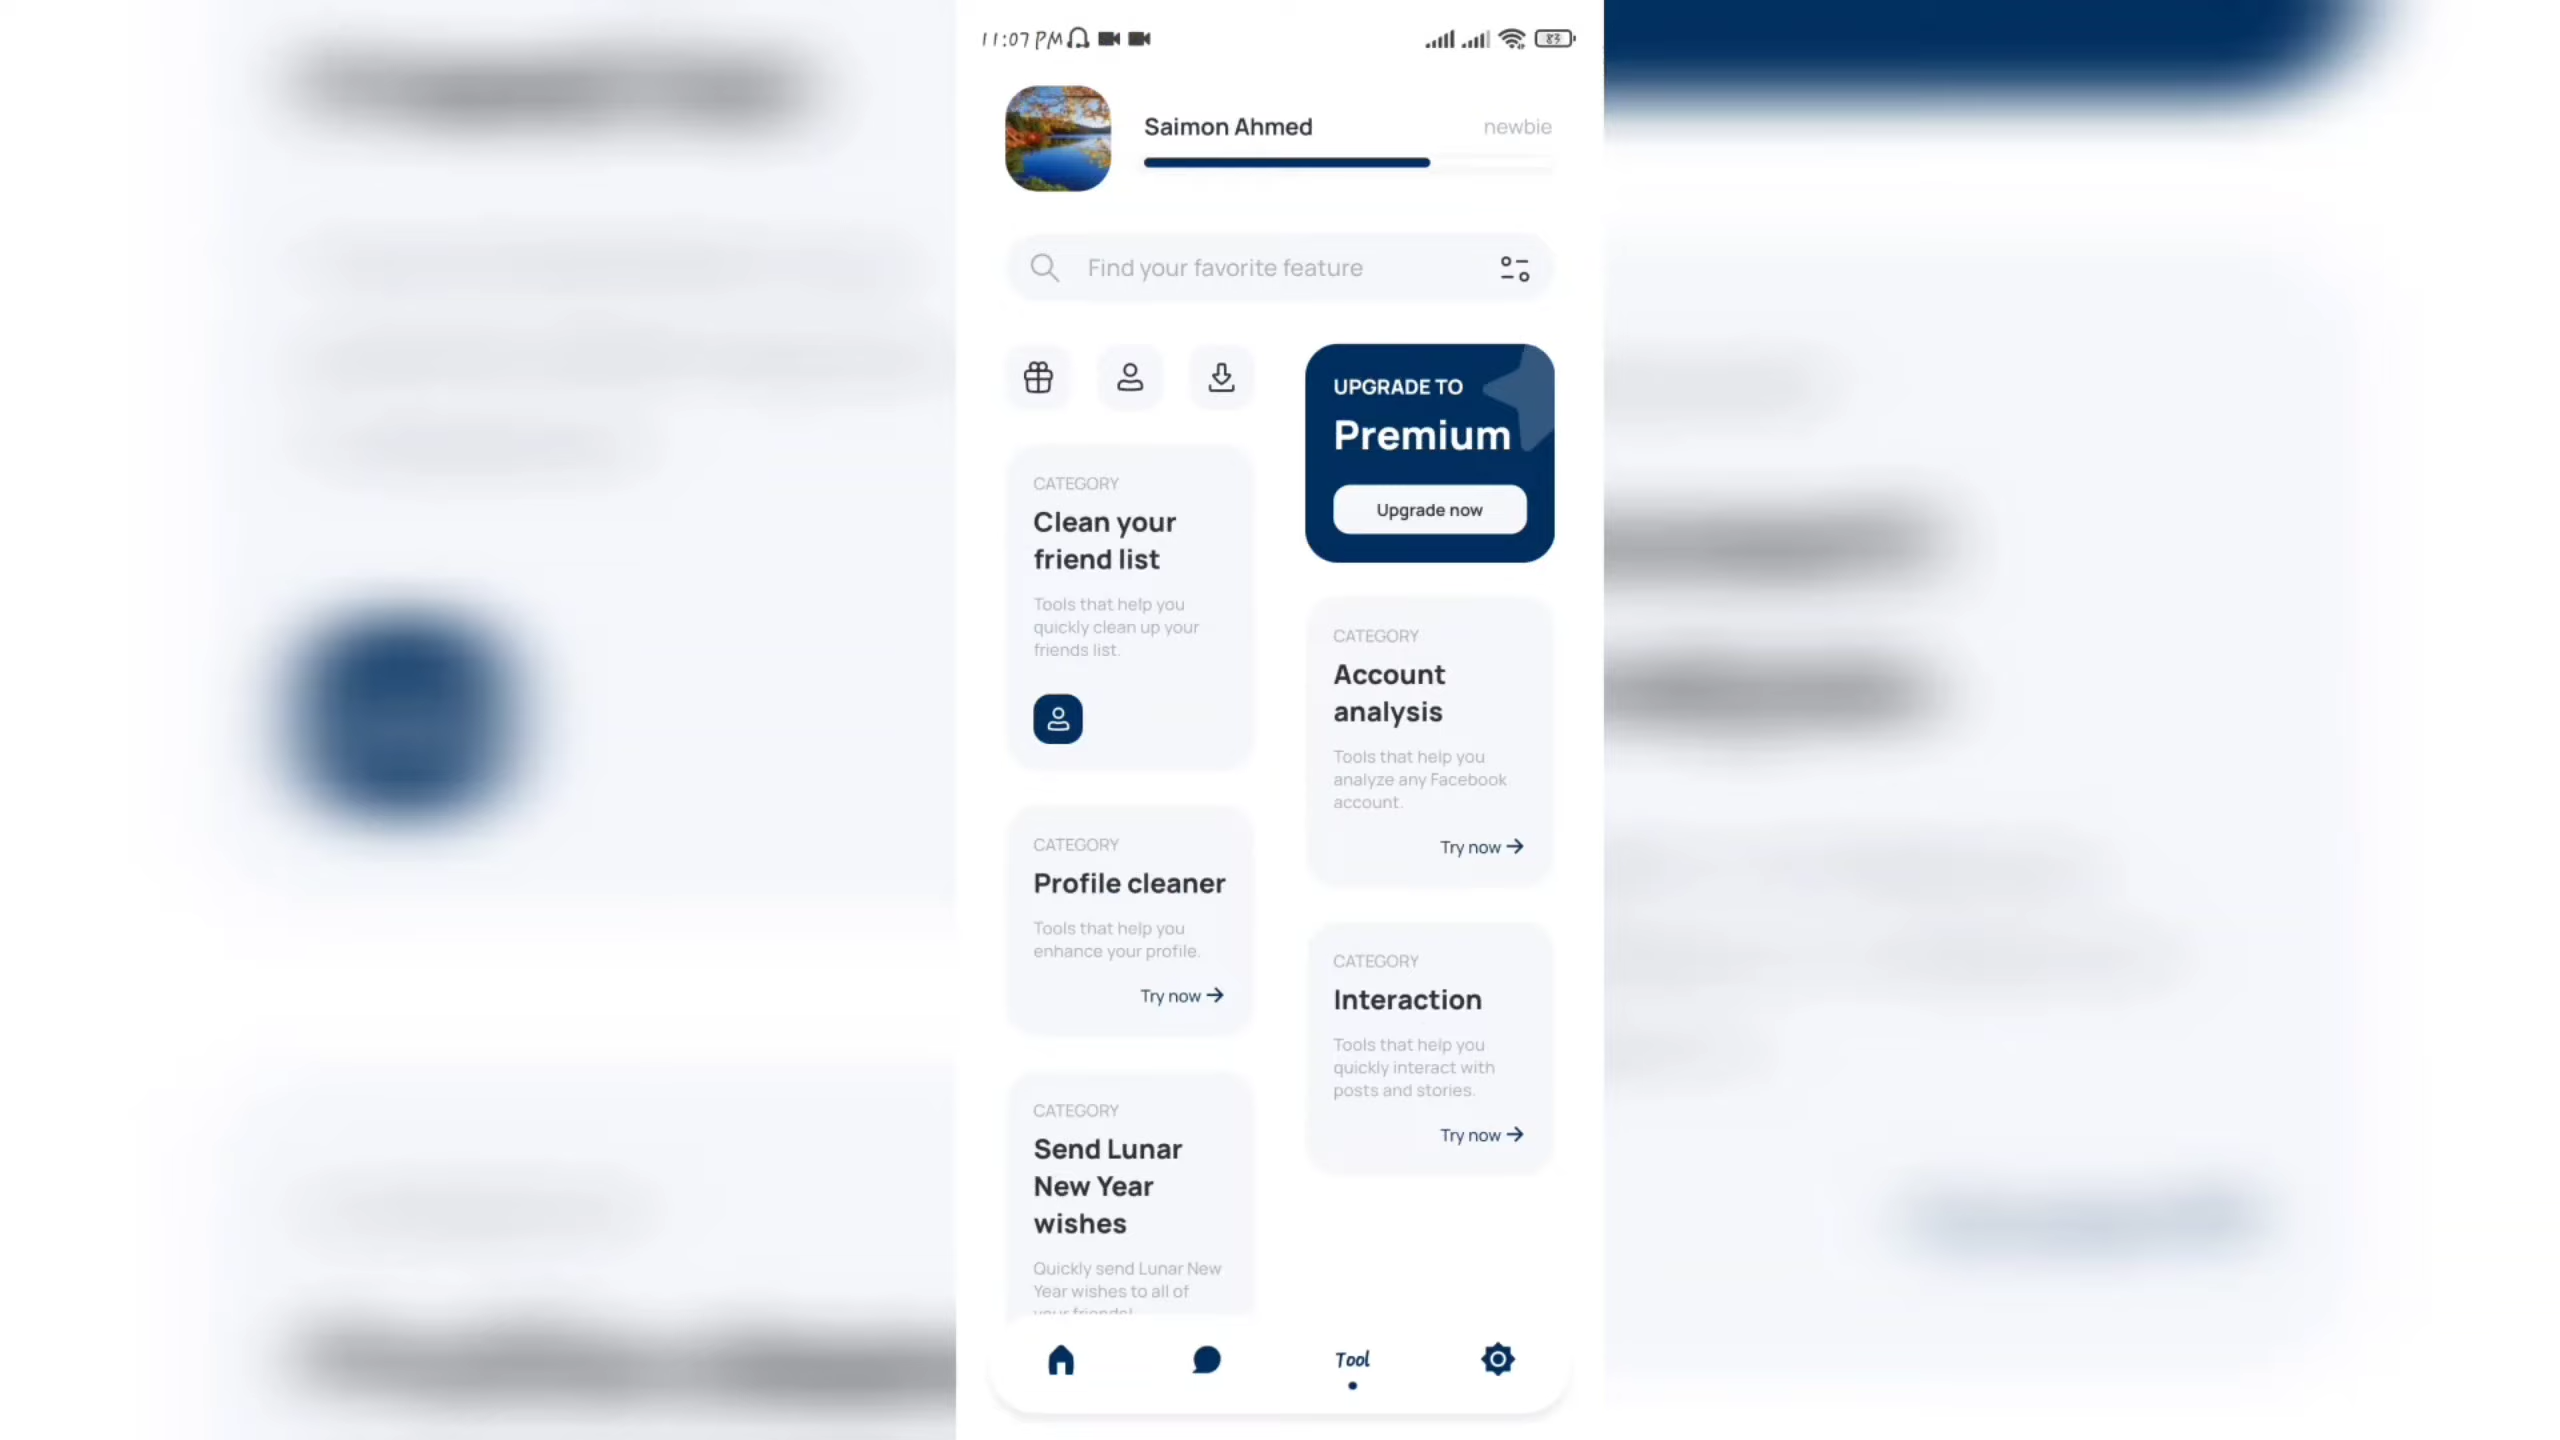 11:07 PM
83
Saimon Ahmed
newbie
Find your favorite feature
UPGRADE TO
Premium
Upgrade now
CATEGORY
Clean your
friend list
Tools that help you
quickly clean up your
friends list.
CATEGORY
Account
analysis
Tools that help you
analyze any Facebook
account.
Try now
CATEGORY
Profile cleaner
Tools that help you
enhance your profile.
Try now
CATEGORY
Interaction
Tools that help you
quickly interact with
posts and stories.
Try now
CATEGORY
Send Lunar
New Year
wishes
Quickly send Lunar New
Year wishes to all of
your friends!
Tool